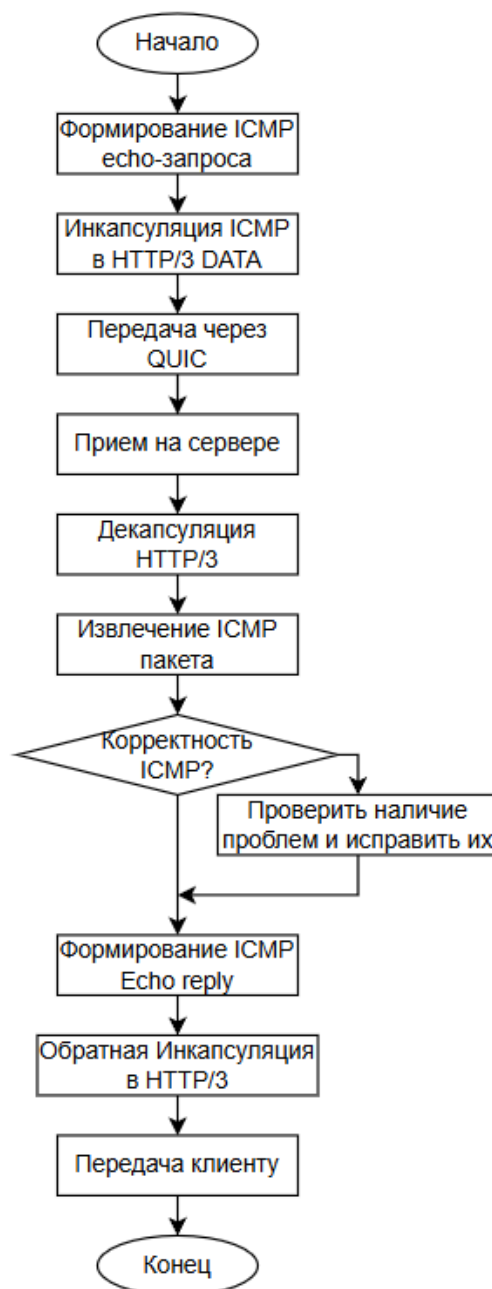 Начало
Формирование ICMP
echo-запроса
Инкапсуляция ICMP
в HTTP/3 DATA
Передача через
QUIC
Прием на сервере
Декапсуляция
HTTP/3
Извлечение ICMP
пакета
Корректность
ICMP?
Проверить наличие
проблем и исправить их
Формирование ICMP
Echo reply
Обратная Инкапсуляция
в HTTP/3
Передача клиенту
Конец